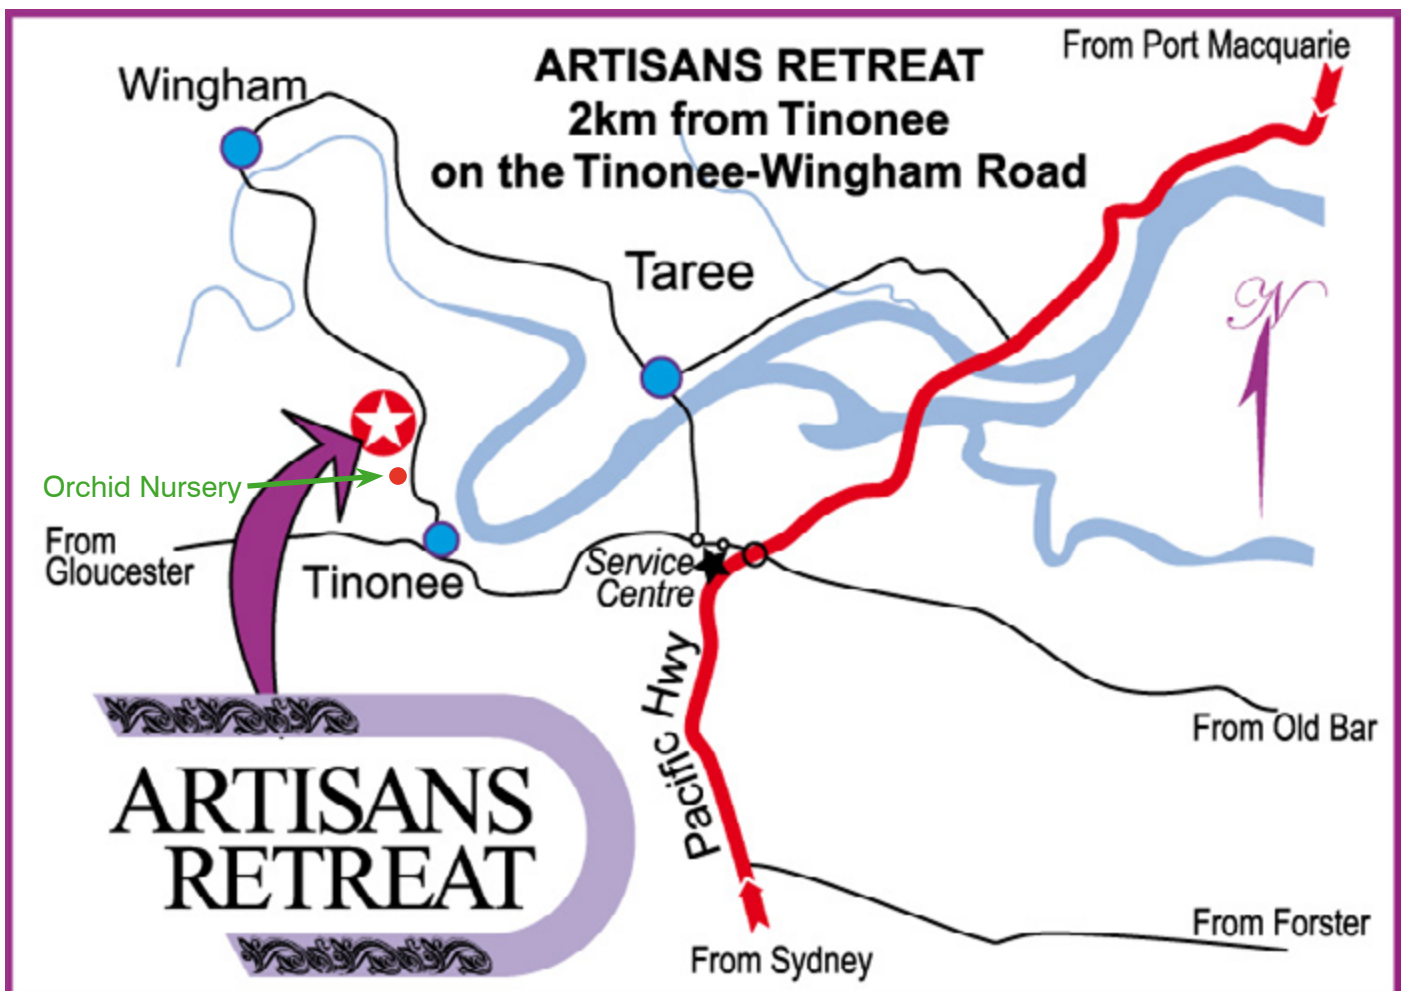 From Port Macquarie
ARTISANS RETREAT
2km from Tinonee
on the Tinonee-Wingham Road
Wingham
Taree
N
Orchid Nursery
From
Gloucester
Tinonee
Service
Centre
Pacific Hwy
From Old Bar
ARTISANS
RETREAT
From Forster
From Sydney